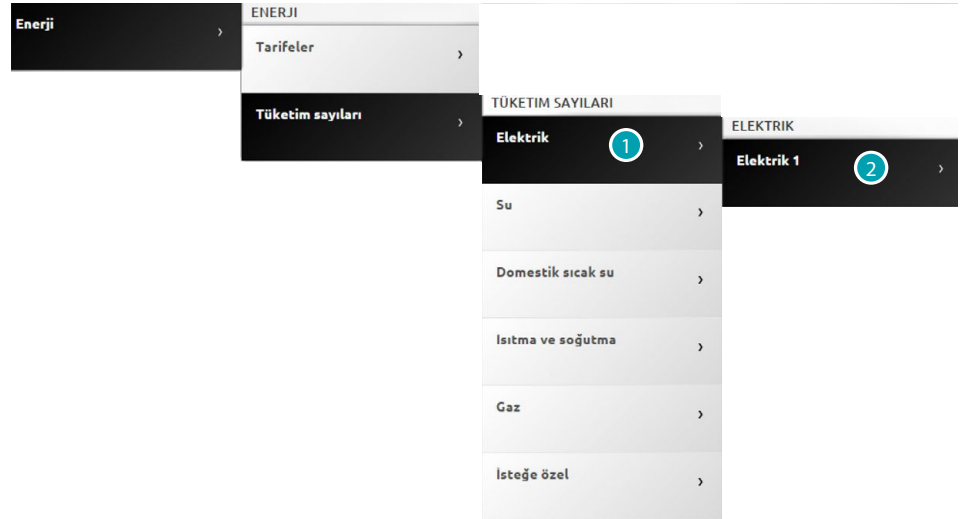 Enerji
ENERJI
Tarifeler
Tüketim sayıları
TÜKETIM SAYILARI
Elektrik
1
Su
Domestik sıcak su
Isıtma ve soğutma
Gaz
İsteğe özel
ELEKTRIK
Elektrik 1
2